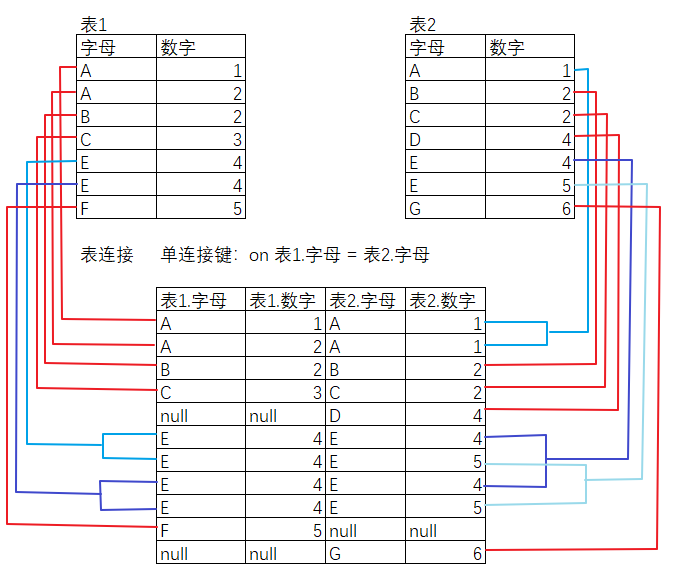 表1 表2
字母 数字 字母 数字
A 1 A 1
A 2 B 2
B 2 C 2
C 3 D 4
E 4 E 4
E 4 E 5
F 5 G 6
表连接 单连接键：on 表1.字母 = 表2.字母
表1.字母 表1.数字 表2.字母 表2.数字
A 1 A 1
A 2 A 1
B 2 B 2
C 3 C 2
null null D 4
E 4 E 4
E 4 E 5
E 4 E 4
E 4 E 5
F 5 null null
null null G 6